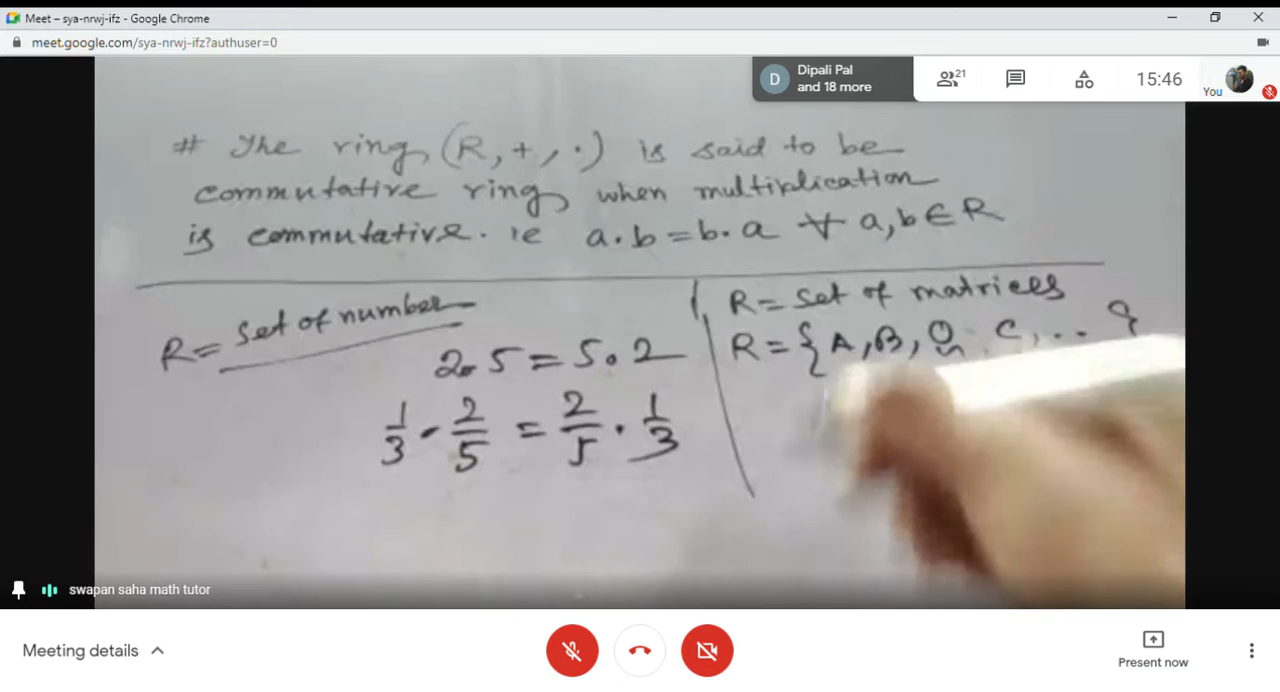 Meet – sya-nrwj-ifz - Google Chrome
meet.google.com/sya-nrwj-ifz?authuser=0
D
Dipali Pal
and 18 more
21
15:46
You
# The ring (R, +, ·) is said to be
commutative ring when multiplication
is commutative. ie a·b = b·a ∀ a, b ∈ R
R = set of number
2·5 = 5·2
1/3 · 2/5 = 2/5 · 1/3
1, R = set of matrices
R = {A, B, O, C, ... }
swapan saha math tutor
Meeting details
Present now